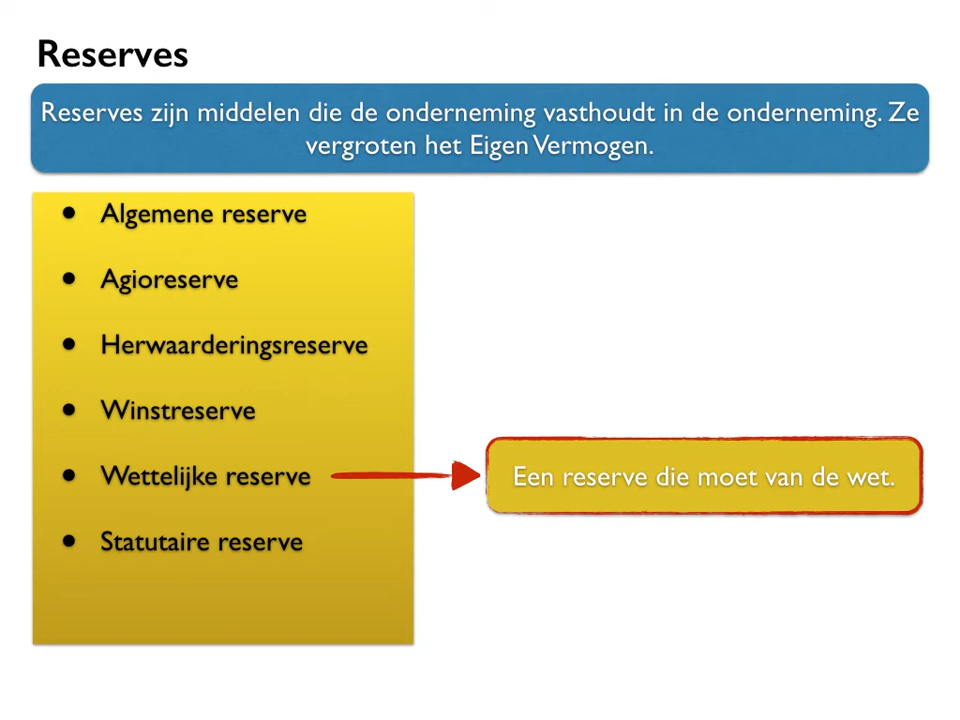 Reserves
Reserves zijn middelen die de onderneming vasthoudt in de onderneming. Ze
vergroten het Eigen Vermogen.
• Algemene reserve
• Agioreserve
• Herwaarderingsreserve
• Winstreserve
• Wettelijke reserve
Een reserve die moet van de wet.
• Statutaire reserve